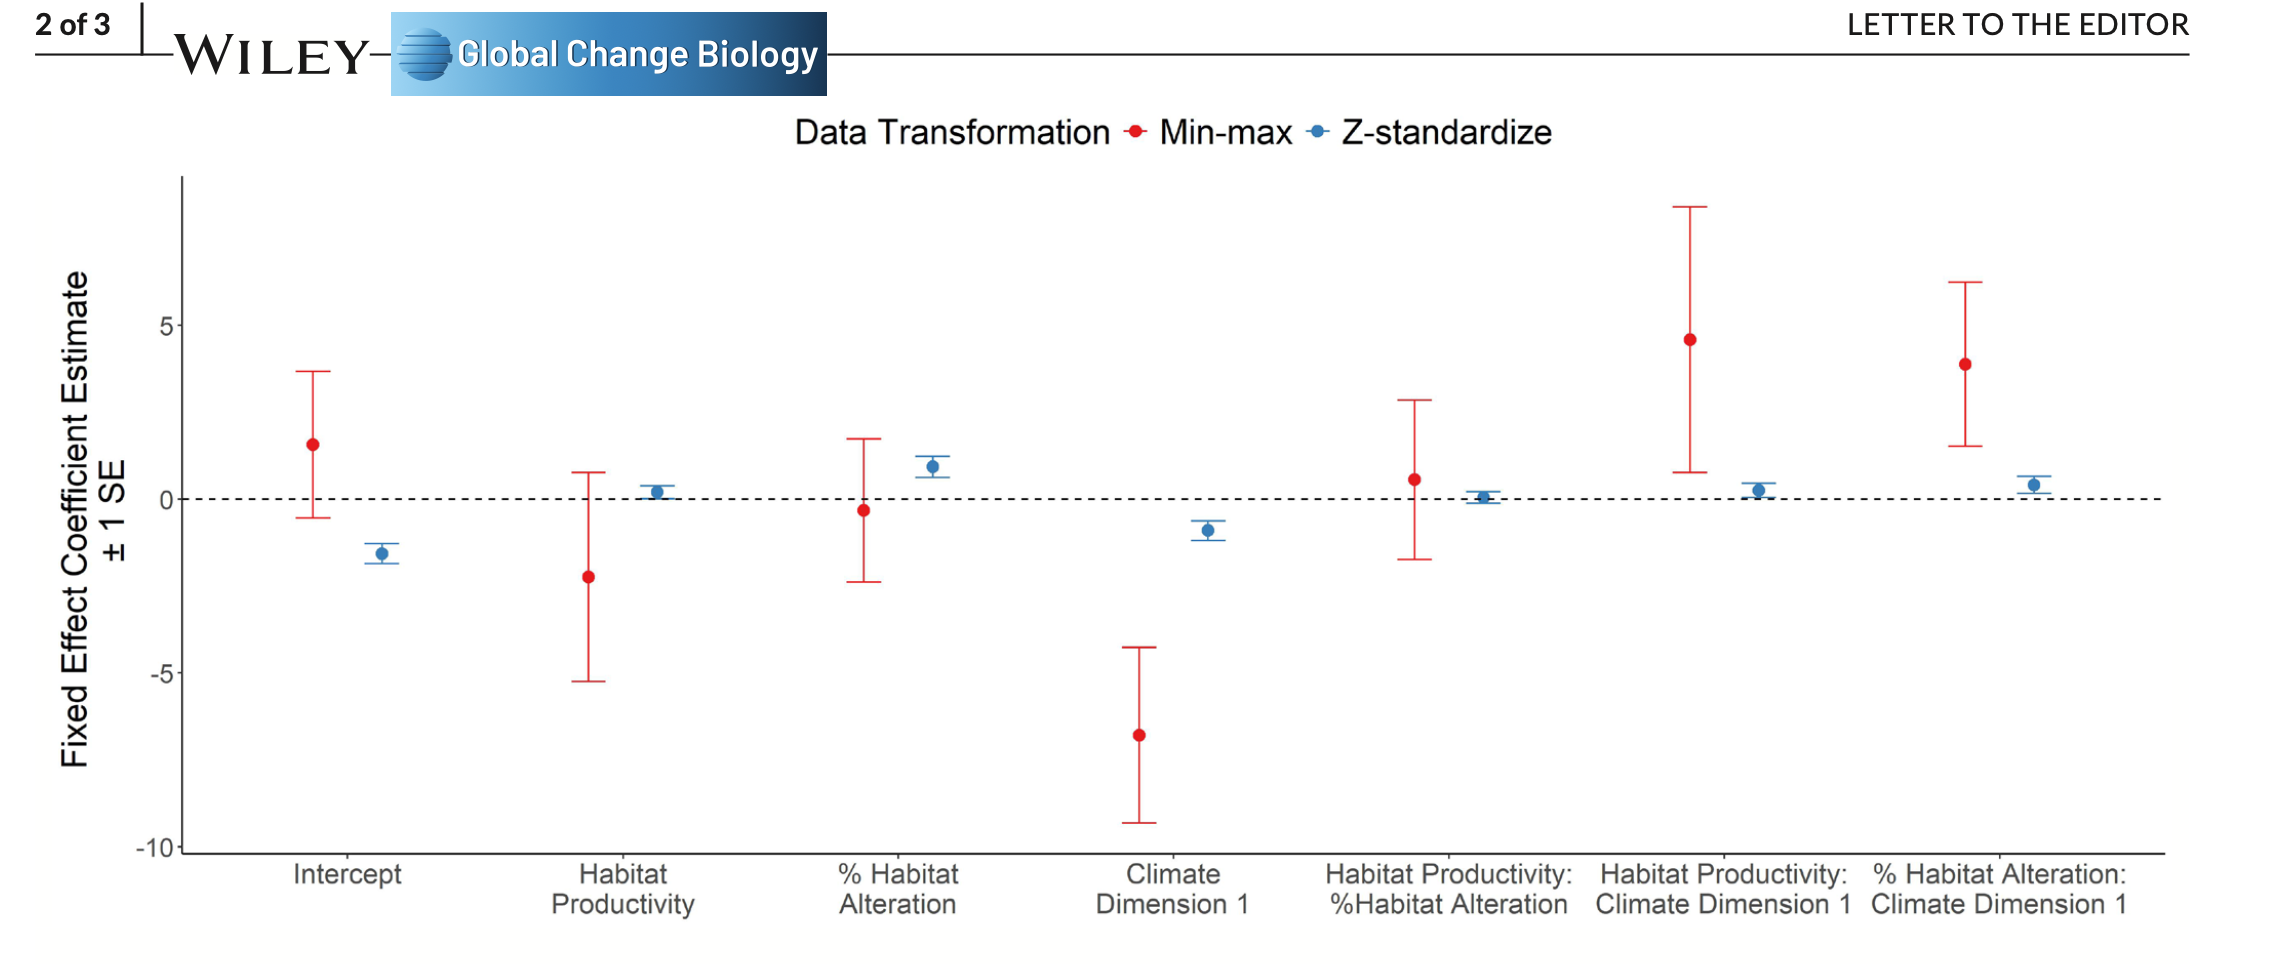 2 of 3
WILEY
Global Change Biology
LETTER TO THE EDITOR
Data Transformation Min-max Z-standardize
Fixed Effect Coefficient Estimate
± 1 SE
5
0
-5
-10
Intercept
Habitat
Productivity
% Habitat
Alteration
Climate
Dimension 1
Habitat Productivity:
%Habitat Alteration
Habitat Productivity:
Climate Dimension 1
% Habitat Alteration:
Climate Dimension 1